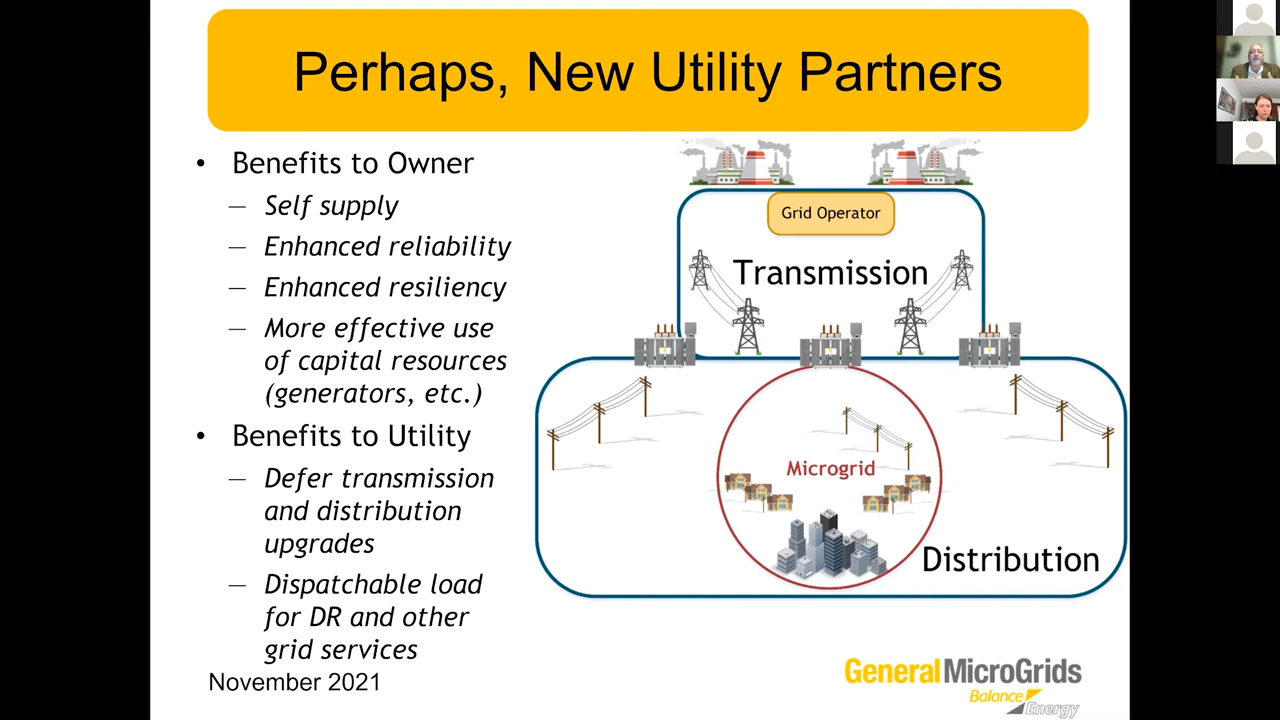 Perhaps, New Utility Partners
• Benefits to Owner
– Self supply
– Enhanced reliability
– Enhanced resiliency
– More effective use
of capital resources
(generators, etc.)
• Benefits to Utility
– Defer transmission
and distribution
upgrades
– Dispatchable load
for DR and other
grid services
November 2021
Grid Operator
Transmission
Microgrid
Distribution
GeneralMicroGrids
Balance
Energy